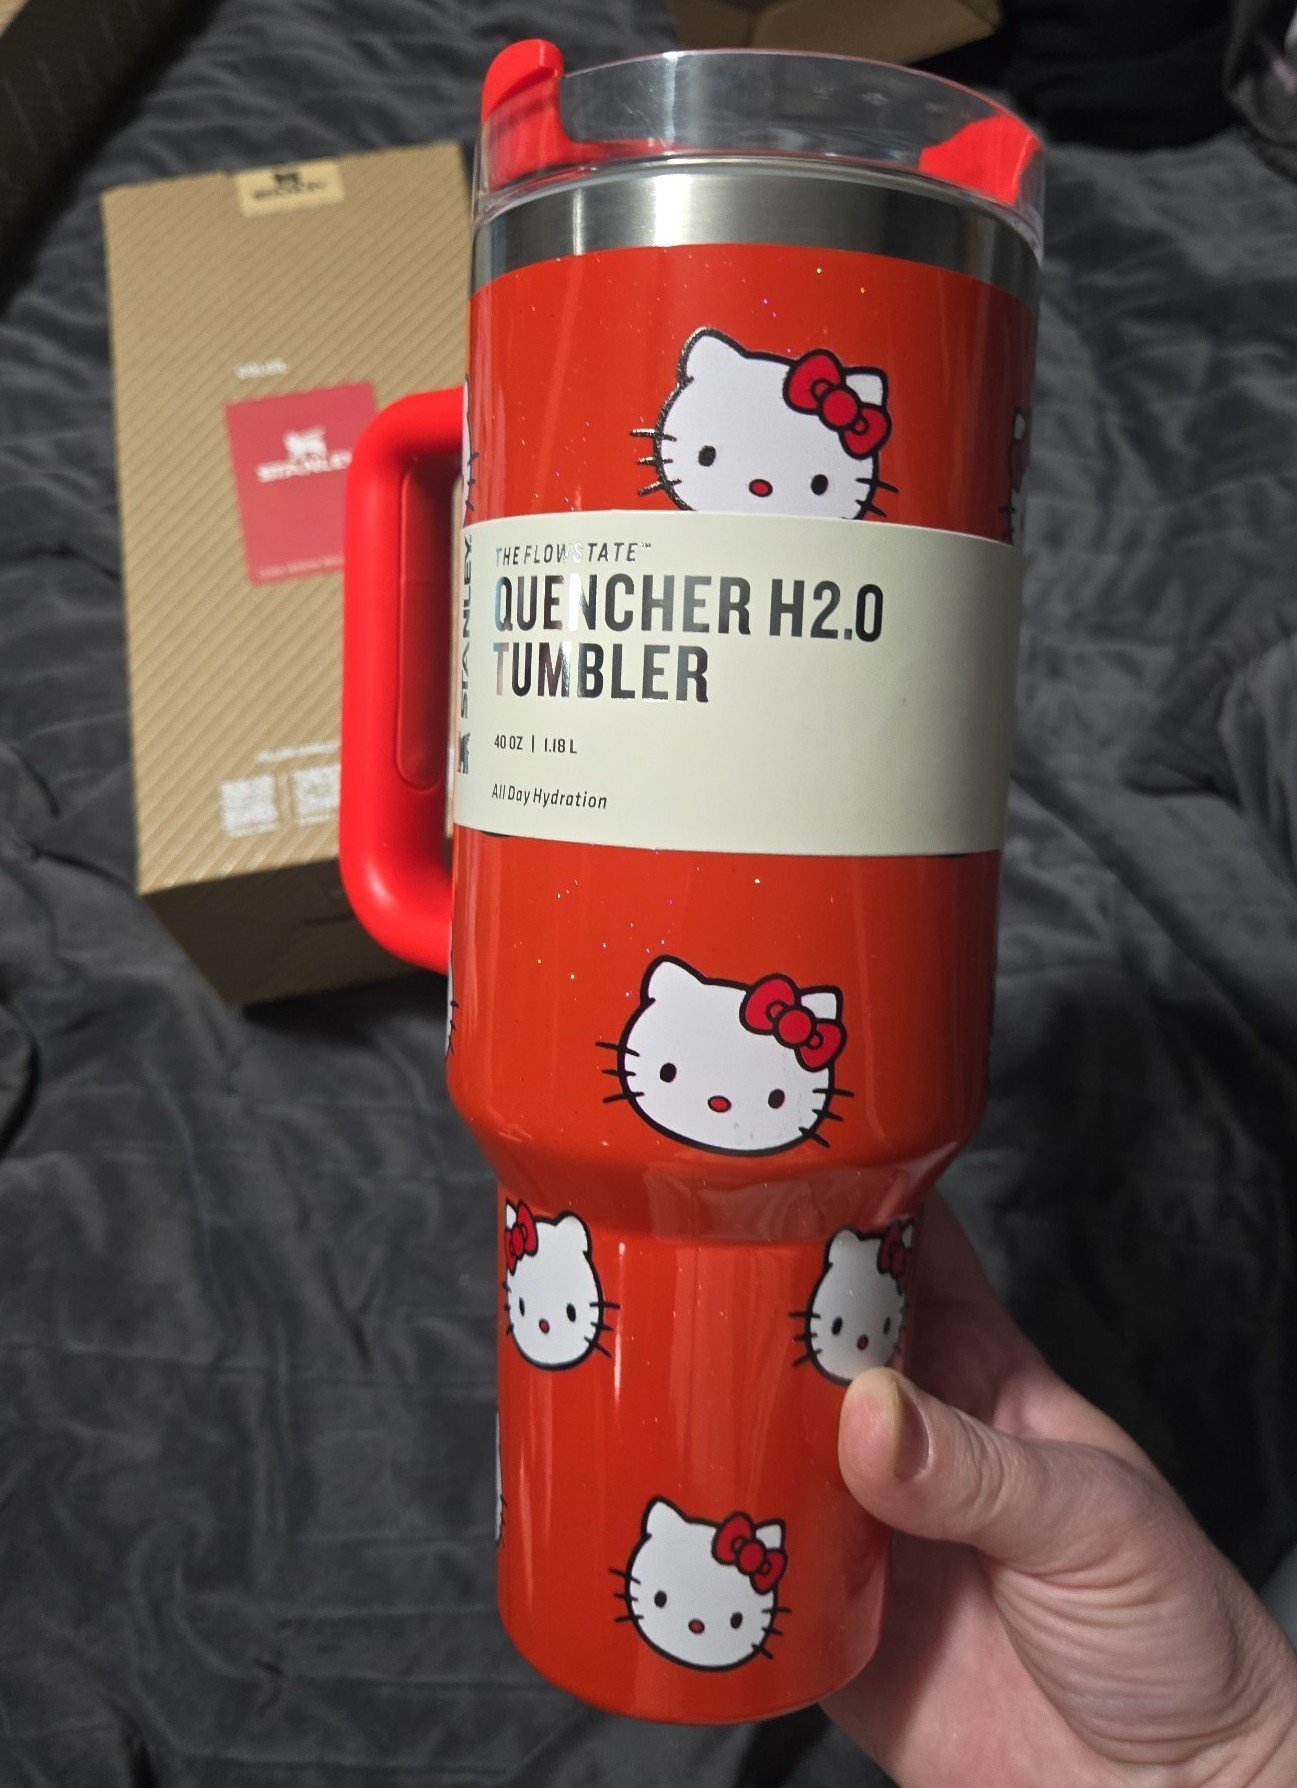 STANLEY
THE FLOWSTATE™
QUENCHER H2.0
TUMBLER
40 OZ | 1.18 L
All Day Hydration
STANLEY